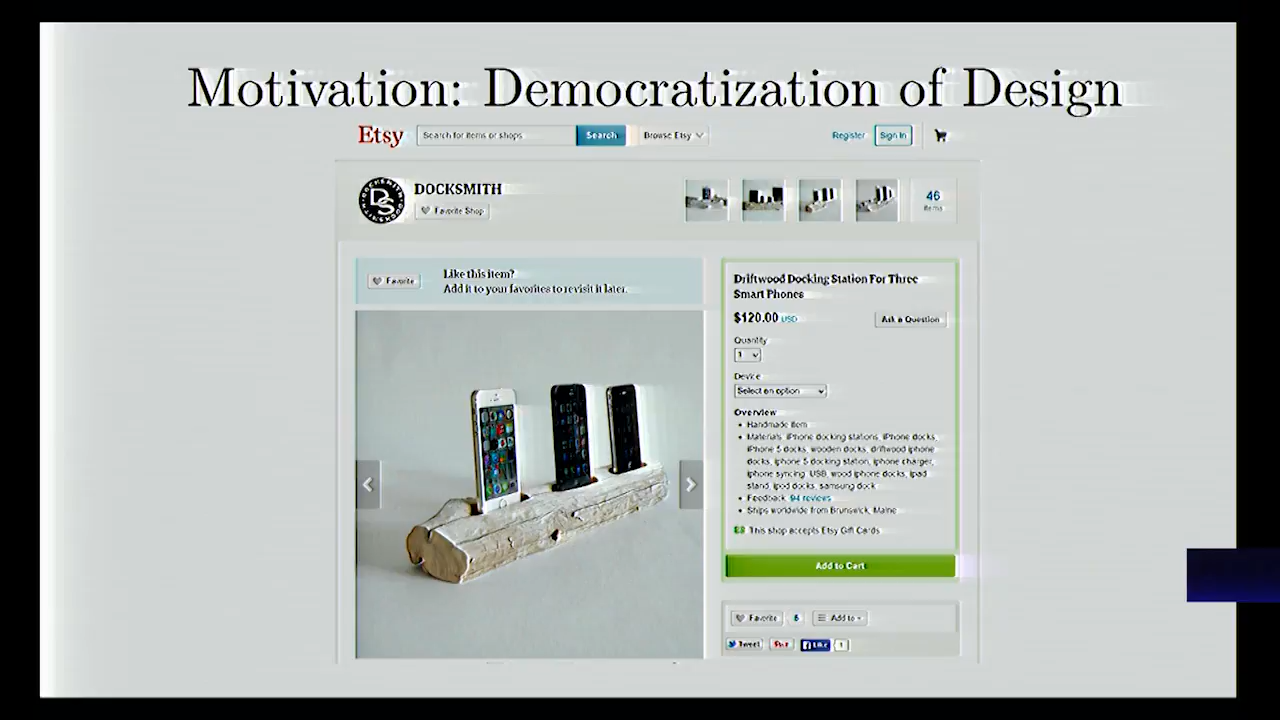 Motivation: Democratization of Design
Etsy
Search for items or shops
Search
Browse Etsy
Register
Sign In
DOCKSMITH
DS
Favorite Shop
46
items
Favorite
Like this item?
Add it to your favorites to revisit it later.
Driftwood Docking Station For Three
Smart Phones
$120.00 USD
Ask a Question
Quantity
1
Device
Select an option
Overview
Handmade item
Materials: iPhone docking stations, iPhone docks,
iPhone 5 docks, wooden docks, driftwood iphone
docks, iphone 5 docking station, iphone charger,
iphone syncing, USB, wood iphone docks, ipad
stand, ipod docks, samsung dock
Feedback: 94 reviews
Ships worldwide from Brunswick, Maine
This shop accepts Etsy Gift Cards
Add to Cart
Favorite
Add to
Tweet
Like
1